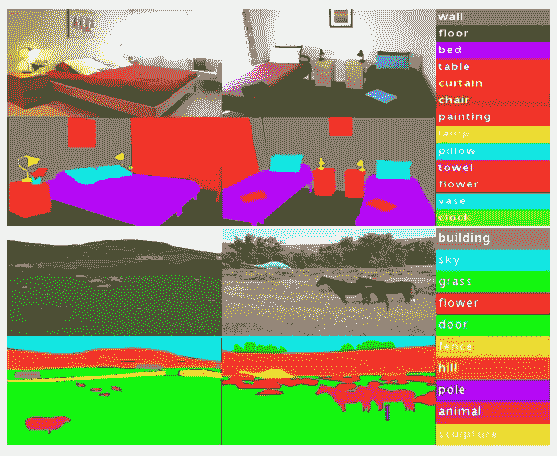 wall
floor
bed
table
curtain
chair
painting
lamp
pillow
towel
flower
vase
clock
building
sky
grass
flower
door
fence
hill
pole
animal
sculpture